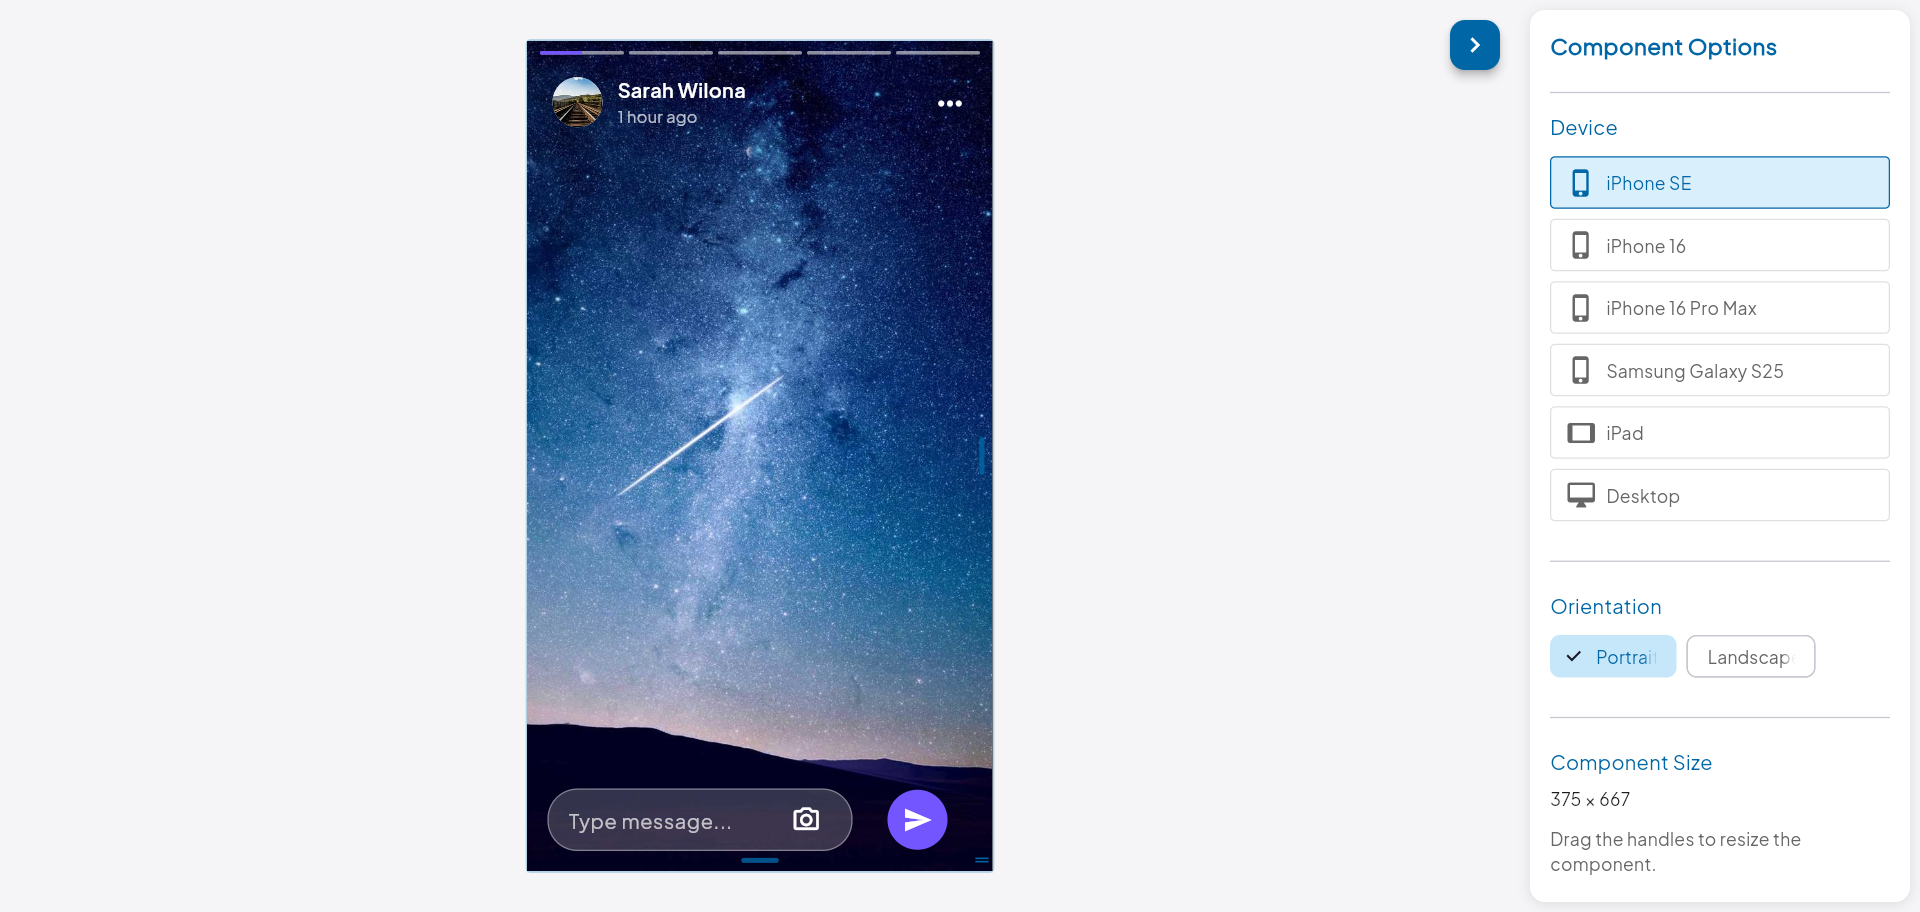 Sarah Wilona
1 hour ago
Type message...
Component Options
Device
iPhone SE
iPhone 16
iPhone 16 Pro Max
Samsung Galaxy S25
iPad
Desktop
Orientation
Portrait
Landscape
Component Size
375 × 667
Drag the handles to resize the
component.